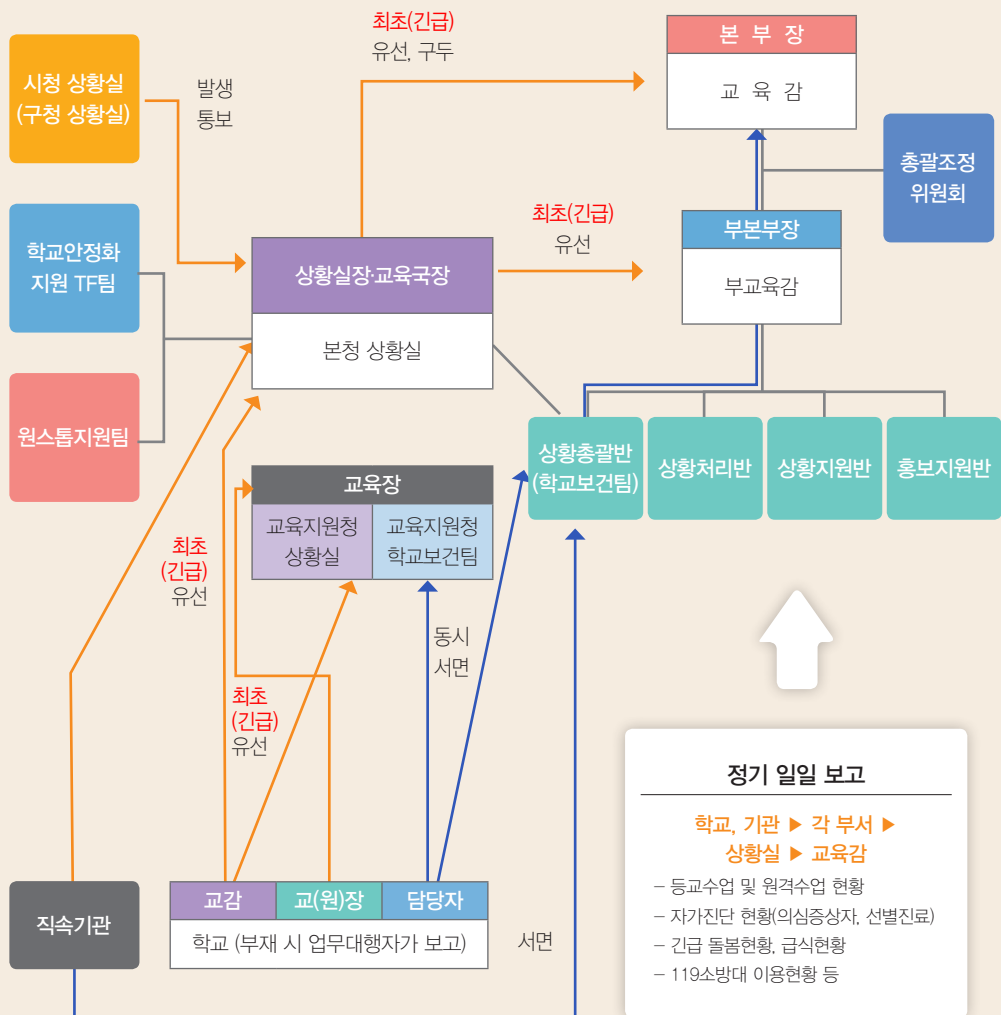 최초(긴급)
유선, 구두
본 부 장
교 육 감
시청 상황실
(구청 상황실)
발생
통보
총괄조정
위원회
최초(긴급)
유선
부본부장
부교육감
학교안정화
지원 TF팀
상황실장·교육국장
본청 상황실
원스톱지원팀
상황총괄반
(학교보건팀)
상황처리반
상황지원반
홍보지원반
교육장
교육지원청
상황실
교육지원청
학교보건팀
최초
(긴급)
유선
동시
서면
최초
(긴급)
유선
정기 일일 보고
학교, 기관 ▶ 각 부서 ▶
상황실 ▶ 교육감
– 등교수업 및 원격수업 현황
– 자가진단 현황(의심증상자, 선별진료)
– 긴급 돌봄현황, 급식현황
– 119소방대 이용현황 등
직속기관
교감
교(원)장
담당자
학교 (부재 시 업무대행자가 보고)
서면